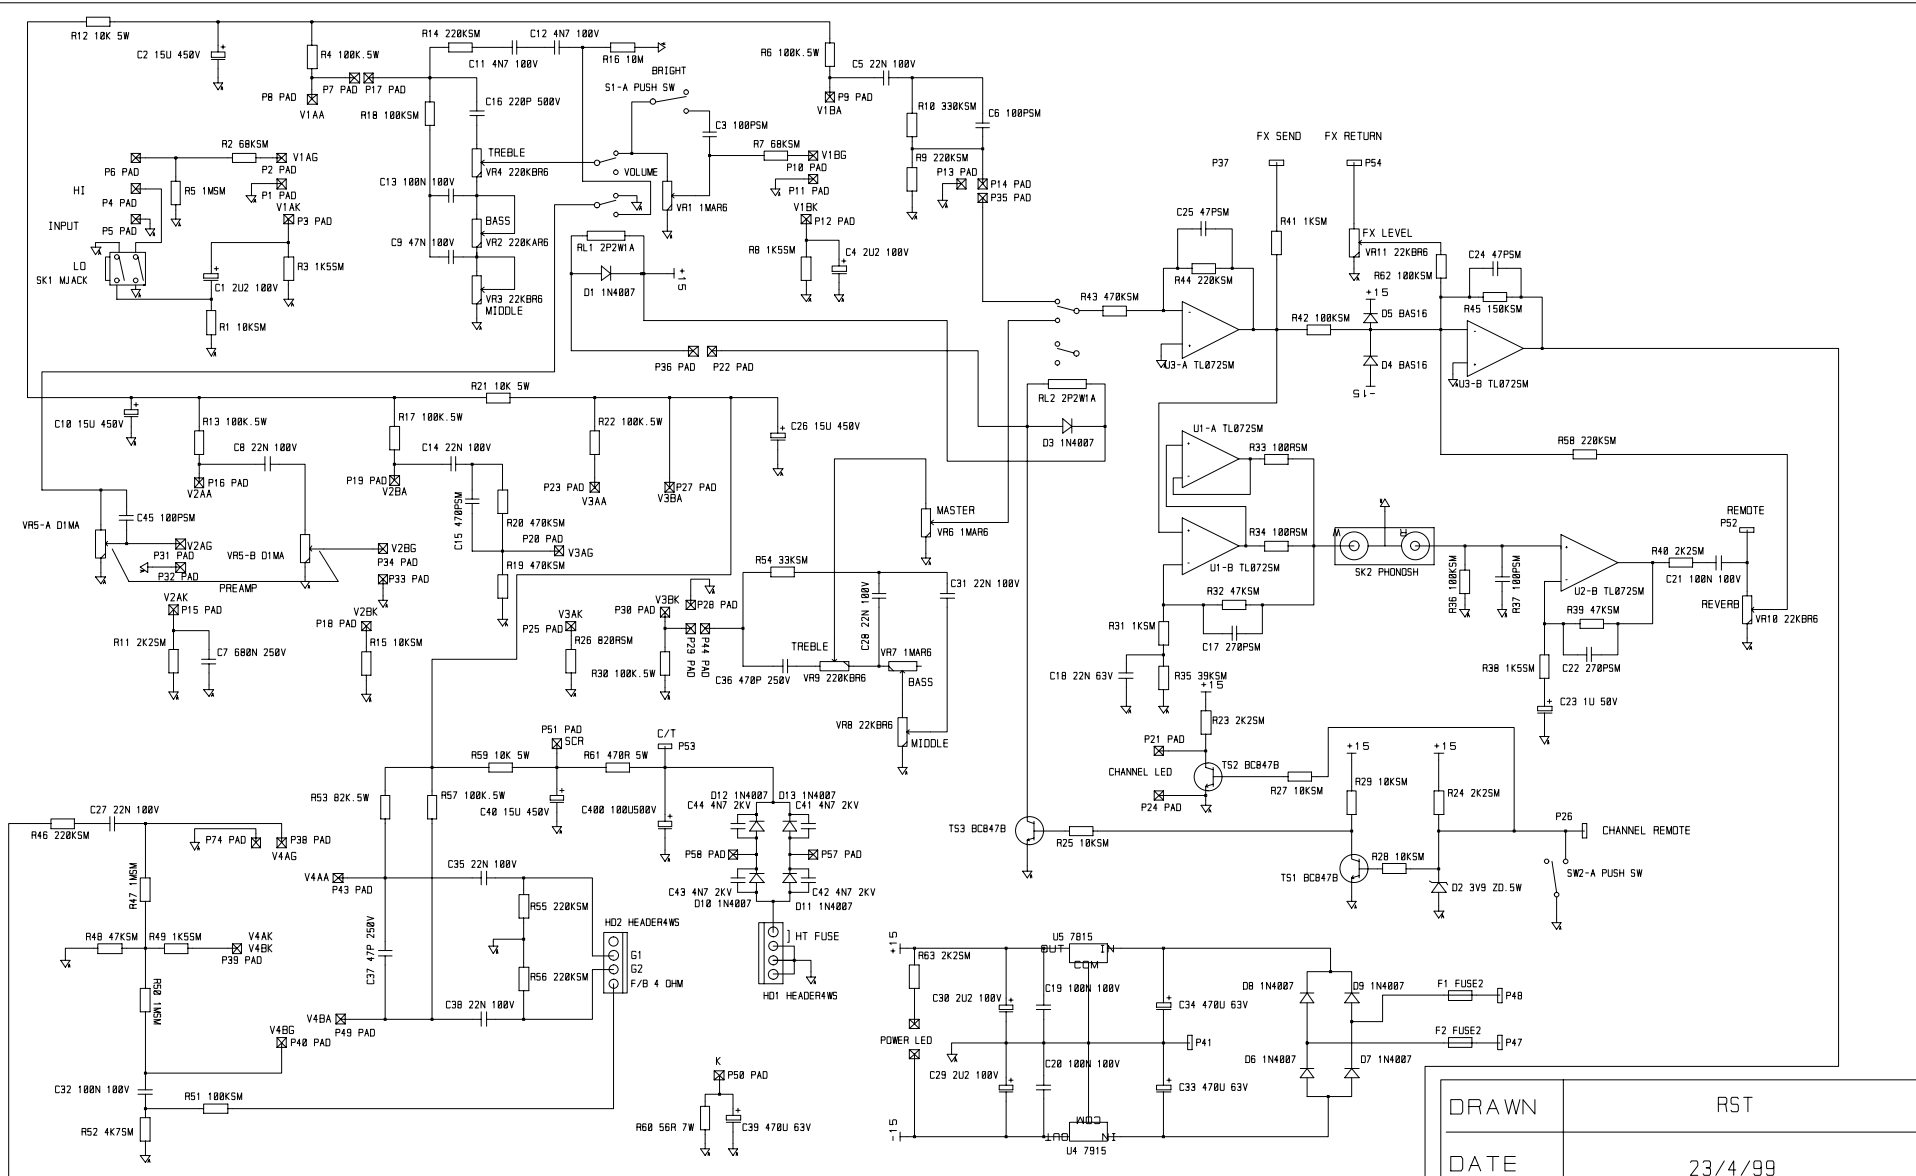 R12 10K 5W
C2 15U 450V
R4 100K.5W
P8 PAD
V1AA
P7 PAD
P17 PAD
R14 220KSM
C11 4N7 100V
C12 4N7 100V
R16 10M
BRIGHT
S1-A PUSH SW
R18 100KSM
C16 220P 500V
C3 100PSM
R6 100K.5W
P9 PAD
V1BA
C5 22N 100V
R10 330KSM
C6 100PSM
R9 220KSM
P13 PAD
P14 PAD
P35 PAD
R2 68KSM
V1AG
P2 PAD
P6 PAD
HI
P4 PAD
R5 1MSM
P1 PAD
V1AK
P3 PAD
INPUT
P5 PAD
LO
SK1 MJACK
C1 2U2 100V
R3 1K5SM
R1 10KSM
TREBLE
VR4 220KBR6
C13 100N 100V
BASS
VR2 220KAR6
C9 47N 100V
VR3 22KBR6
MIDDLE
VOLUME
VR1 1MAR6
R7 68KSM
V1BG
P10 PAD
P11 PAD
V1BK
P12 PAD
R8 1K5SM
C4 2U2 100V
RL1 2P2W1A
D1 1N4007
+15
P36 PAD
P22 PAD
FX SEND
FX RETURN
P37
P54
C25 47PSM
R41 1KSM
R44 220KSM
FX LEVEL
VR11 22KBR6
R62 100KSM
C24 47PSM
R45 150KSM
R43 470KSM
+15
D5 BAS16
R42 100KSM
D4 BAS16
-15
U3-A TL072SM
U3-B TL072SM
RL2 2P2W1A
D3 1N4007
R21 10K 5W
C10 15U 450V
R13 100K.5W
C8 22N 100V
R17 100K.5W
C14 22N 100V
R22 100K.5W
C26 15U 450V
P16 PAD
V2AA
P19 PAD
V2BA
C15 470PSM
R20 470KSM
P20 PAD
V3AG
R19 470KSM
P23 PAD
V3AA
P27 PAD
V3BA
VR5-A D1MA
C45 100PSM
V2AG
P31 PAD
P32 PAD
VR5-B D1MA
V2BG
P34 PAD
P33 PAD
PREAMP
V2AK
P15 PAD
R11 2K2SM
C7 680N 250V
V2BK
P18 PAD
R15 10KSM
V3AK
P25 PAD
R26 820RSM
V3BK
P30 PAD
P28 PAD
P29 PAD
P44 PAD
R30 100K.5W
MASTER
VR6 1MAR6
R54 33KSM
C28 22N 100V
C31 22N 100V
TREBLE
C36 470P 250V
VR9 220KBR6
VR7 1MAR6
BASS
VR8 22KBR6
MIDDLE
U1-A TL072SM
R33 100RSM
R34 100RSM
U1-B TL072SM
R32 47KSM
R31 1KSM
C17 270PSM
C18 22N 63V
R35 39KSM
SK2 PHONOSH
R58 220KSM
R36 100KSM
R37 100PSM
U2-B TL072SM
R39 47KSM
C22 270PSM
R38 1K5SM
C23 1U 50V
R40 2K2SM
C21 100N 100V
REMOTE
P52
REVERB
VR10 22KBR6
+15
R23 2K2SM
P21 PAD
CHANNEL LED
P24 PAD
TS2 BC847B
R27 10KSM
+15
R29 10KSM
+15
R24 2K2SM
TS3 BC847B
R25 10KSM
TS1 BC847B
R28 10KSM
D2 3V9 ZD.5W
P26
CHANNEL REMOTE
SW2-A PUSH SW
P51 PAD
SCR
C/T
P53
R59 10K 5W
R61 470R 5W
R53 82K.5W
R57 100K.5W
C40 15U 450V
C400 100U500V
D12 1N4007
D13 1N4007
C44 4N7 2KV
C41 4N7 2KV
P58 PAD
P57 PAD
C43 4N7 2KV
C42 4N7 2KV
D10 1N4007
D11 1N4007
HT FUSE
HD1 HEADER4WS
C27 22N 100V
R46 220KSM
P74 PAD
P38 PAD
V4AG
R47 1MSM
V4AA
P43 PAD
C35 22N 100V
R55 220KSM
HD2 HEADER4WS
G1
G2
F/B 4 OHM
R48 47KSM
R49 1K5SM
V4AK
V4BK
P39 PAD
C37 47P 250V
R56 220KSM
R50 1MSM
V4BA
P49 PAD
C38 22N 100V
V4BG
P40 PAD
C32 100N 100V
R51 100KSM
R52 4K7SM
K
P50 PAD
R60 56R 7W
C39 470U 63V
+15
R63 2K2SM
U5 7815
OUT
IN
COM
C30 2U2 100V
C19 100N 100V
C34 470U 63V
POWER LED
P41
C29 2U2 100V
C20 100N 100V
C33 470U 63V
-15
COM
OUT
IN
U4 7915
D8 1N4007
D9 1N4007
F1 FUSE2
P48
F2 FUSE2
P47
D6 1N4007
D7 1N4007
DRAWN
RST
DATE
23/4/99